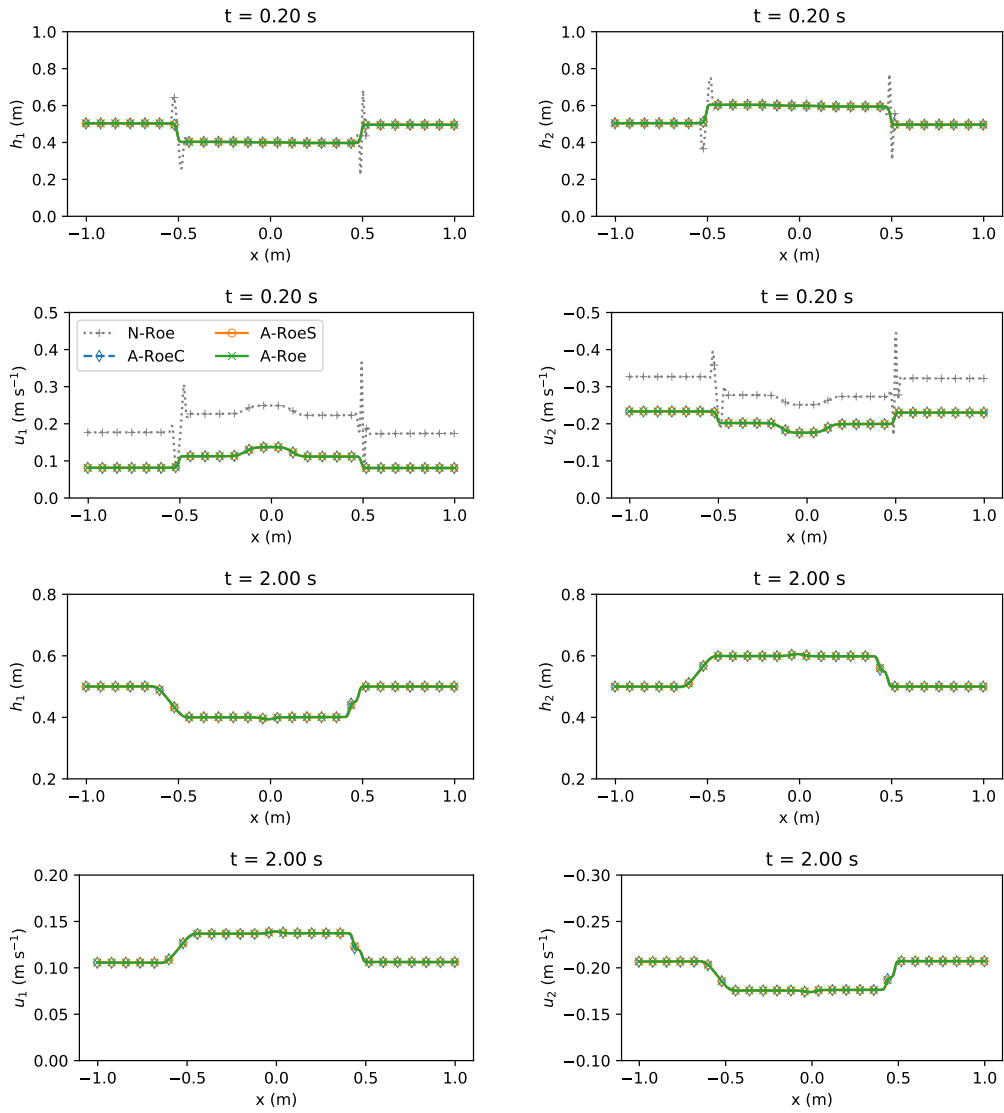 t = 0.20 s
t = 0.20 s
h₁ (m)
1.0
0.8
0.6
0.4
0.2
0.0
−1.0 −0.5 0.0 0.5 1.0
x (m)
h₂ (m)
1.0
0.8
0.6
0.4
0.2
0.0
−1.0 −0.5 0.0 0.5 1.0
x (m)
t = 0.20 s
t = 0.20 s
u₁ (m s⁻¹)
0.5
0.4
0.3
0.2
0.1
0.0
N-Roe A-RoeS
A-RoeC A-Roe
−1.0 −0.5 0.0 0.5 1.0
x (m)
u₂ (m s⁻¹)
−0.5
−0.4
−0.3
−0.2
−0.1
0.0
−1.0 −0.5 0.0 0.5 1.0
x (m)
t = 2.00 s
t = 2.00 s
h₁ (m)
0.8
0.6
0.4
0.2
−1.0 −0.5 0.0 0.5 1.0
x (m)
h₂ (m)
0.8
0.6
0.4
0.2
−1.0 −0.5 0.0 0.5 1.0
x (m)
t = 2.00 s
t = 2.00 s
u₁ (m s⁻¹)
0.20
0.15
0.10
0.05
0.00
−1.0 −0.5 0.0 0.5 1.0
x (m)
u₂ (m s⁻¹)
−0.30
−0.25
−0.20
−0.15
−0.10
−1.0 −0.5 0.0 0.5 1.0
x (m)